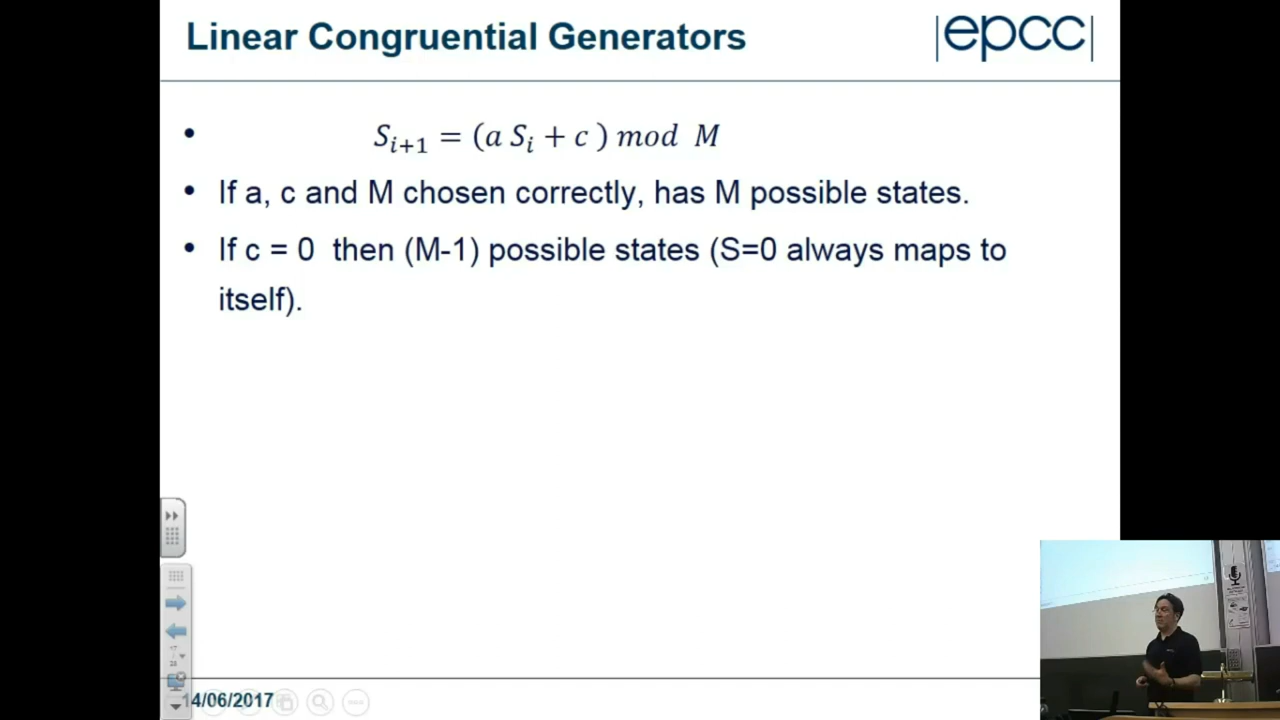 Linear Congruential Generators
|epcc|
• S_{i+1} = (a S_i + c ) mod M
• If a, c and M chosen correctly, has M possible states.
• If c = 0 then (M-1) possible states (S=0 always maps to
itself).
14/06/2017